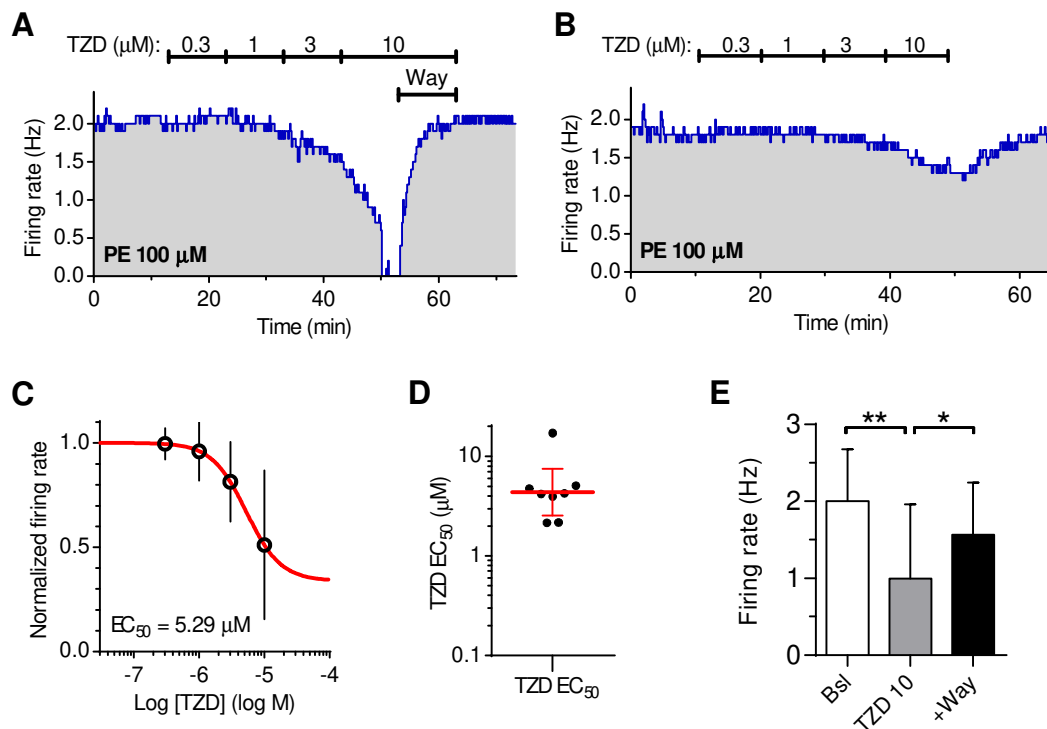 A
TZD (μM): 0.3 1 3 10
Way
Firing rate (Hz)
2.0
1.5
1.0
0.5
0.0
PE 100 μM
0 20 40 60
Time (min)
B
TZD (μM): 0.3 1 3 10
Firing rate (Hz)
2.0
1.5
1.0
0.5
0.0
PE 100 μM
0 20 40 60
Time (min)
C
Normalized firing rate
1.0
0.5
0.0
EC50 = 5.29 μM
-7 -6 -5 -4
Log [TZD] (log M)
D
TZD EC50 (μM)
10
1
0.1
TZD EC50
E
Firing rate (Hz)
3
2
1
0
** *
Bsl TZD 10 +Way